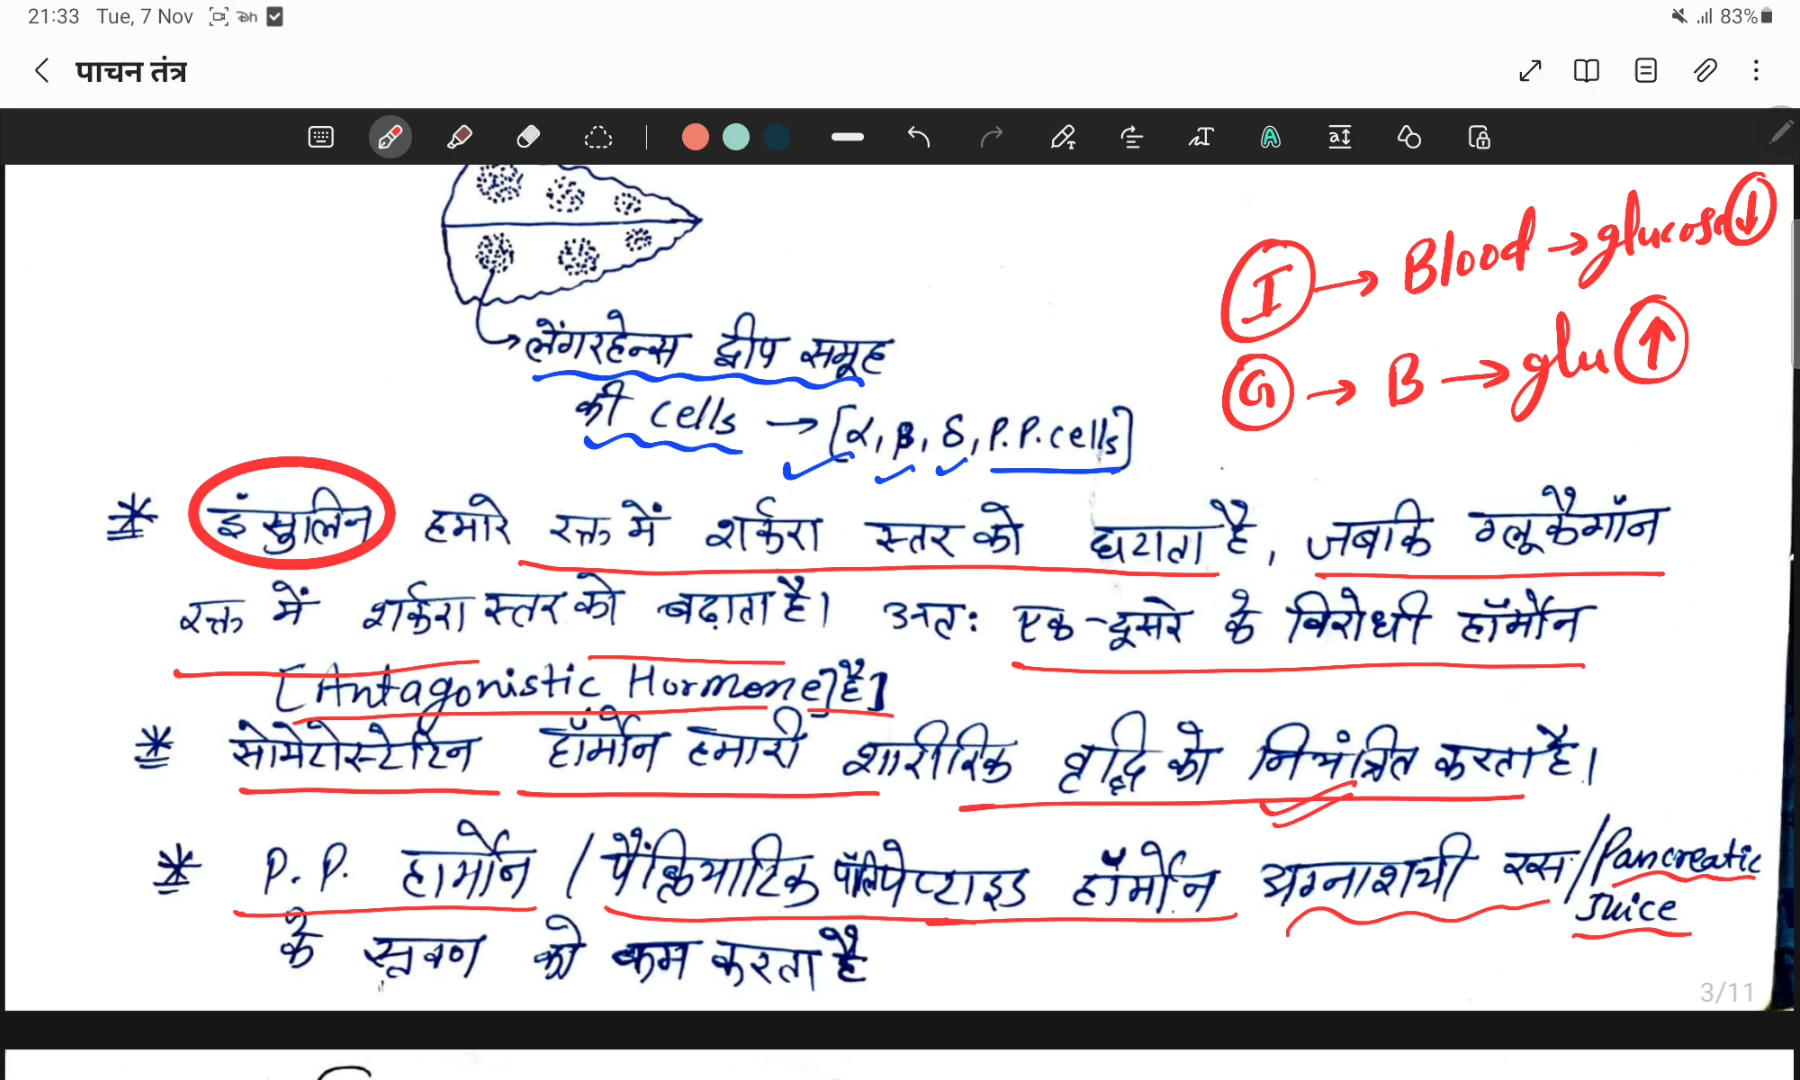 21:33 Tue, 7 Nov 83%
पाचन तंत्र
I → Blood → glucose ↓
G → B → glu ↑
→ लेंगरहेन्स द्वीप समूह
की cells → [α, β, δ, P.P. cells]
* इंसुलिन हमारे रक्त में शर्करा स्तर को घटाता है, जबकि ग्लूकैगॉन
रक्त में शर्करा स्तर को बढ़ाता है। अतः एक-दूसरे के विरोधी हॉर्मोन
[Antagonistic Hormone] है]
* सोमेटोस्टेटिन हॉर्मोन हमारी शारीरिक वृद्धि को नियंत्रित करता है।
* P.P. हार्मोन / पैंक्रियाटिक पॉलिपेप्टाइड हॉर्मोन अग्नाशयी रस/Pancreatic
Juice
के स्त्रवण को कम करता है
3/11